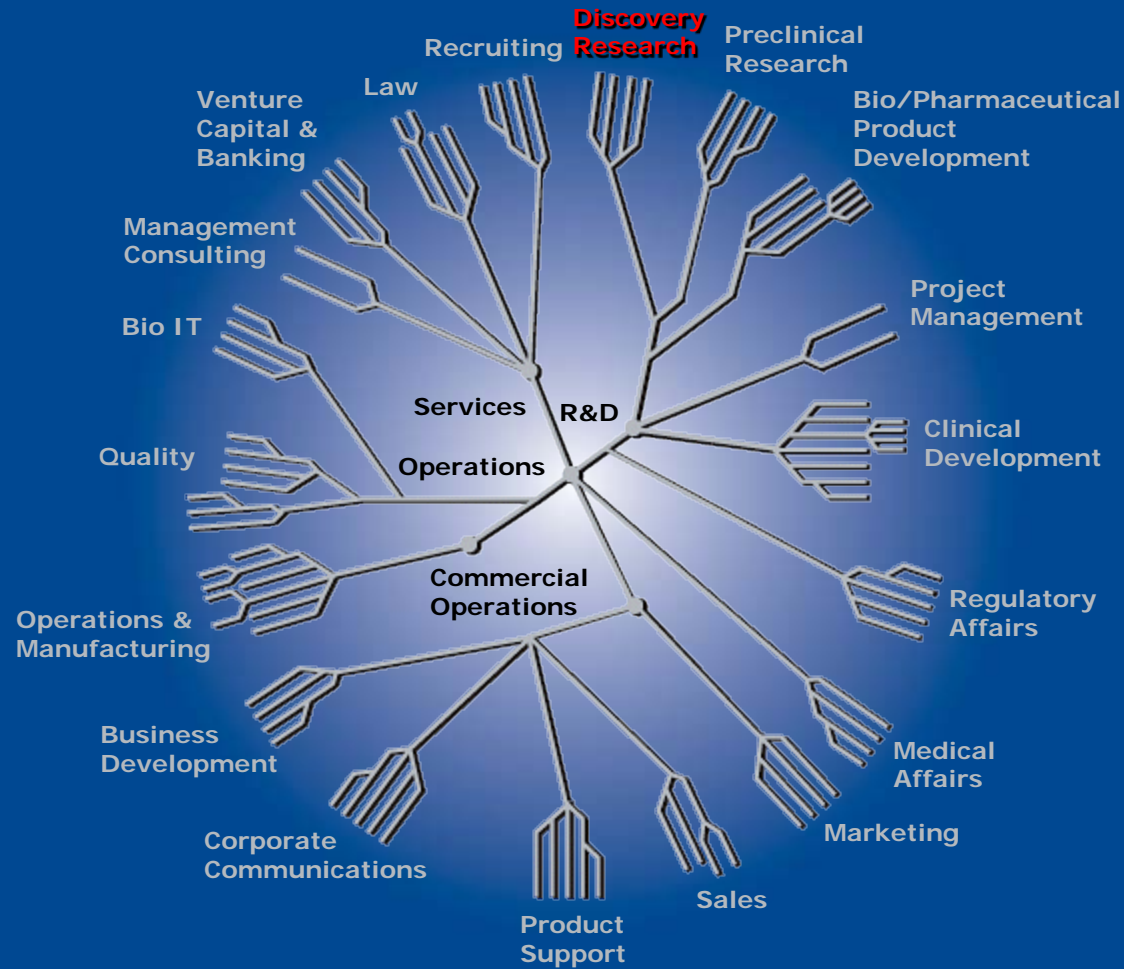 Discovery
Research
Preclinical
Research
Bio/Pharmaceutical
Product
Development
Project
Management
Clinical
Development
Regulatory
Affairs
Medical
Affairs
Marketing
Sales
Product
Support
Corporate
Communications
Business
Development
Operations &
Manufacturing
Quality
Bio IT
Management
Consulting
Venture
Capital &
Banking
Law
Recruiting
Services
R&D
Operations
Commercial
Operations